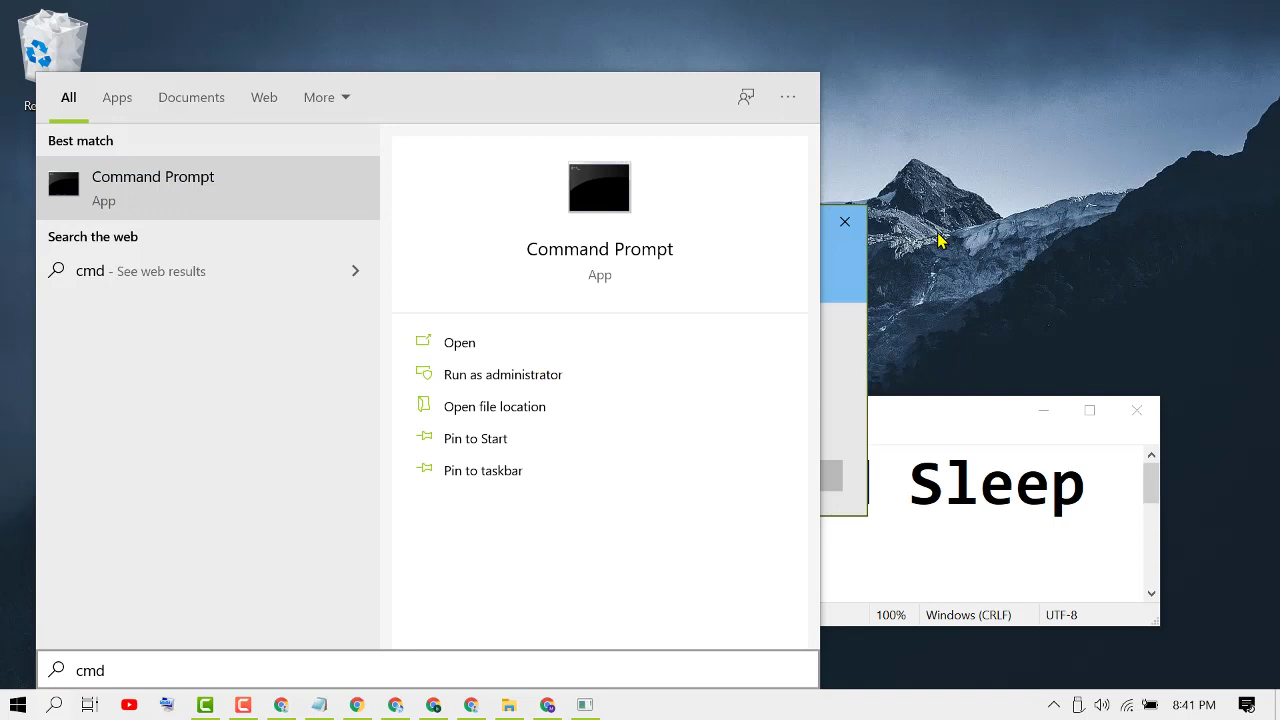 All
Apps
Documents
Web
More
Best match
Command Prompt
App
Search the web
cmd - See web results
Command Prompt
App
Open
Run as administrator
Open file location
Pin to Start
Pin to taskbar
Sleep
100%
Windows (CRLF)
UTF-8
cmd
8:41 PM